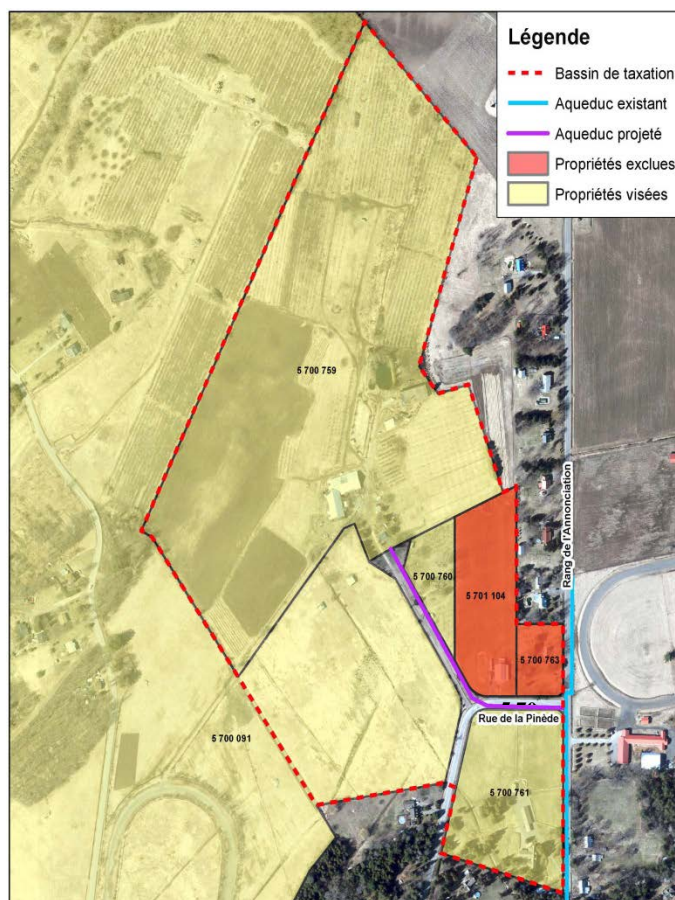 Légende
Bassin de taxation
Aqueduc existant
Aqueduc projeté
Propriétés exclues
Propriétés visées
5 700 759
Rang de l'Annonciation
5 700 760
5 701 104
5 700 763
Rue de la Pinède
5 700 091
5 700 761